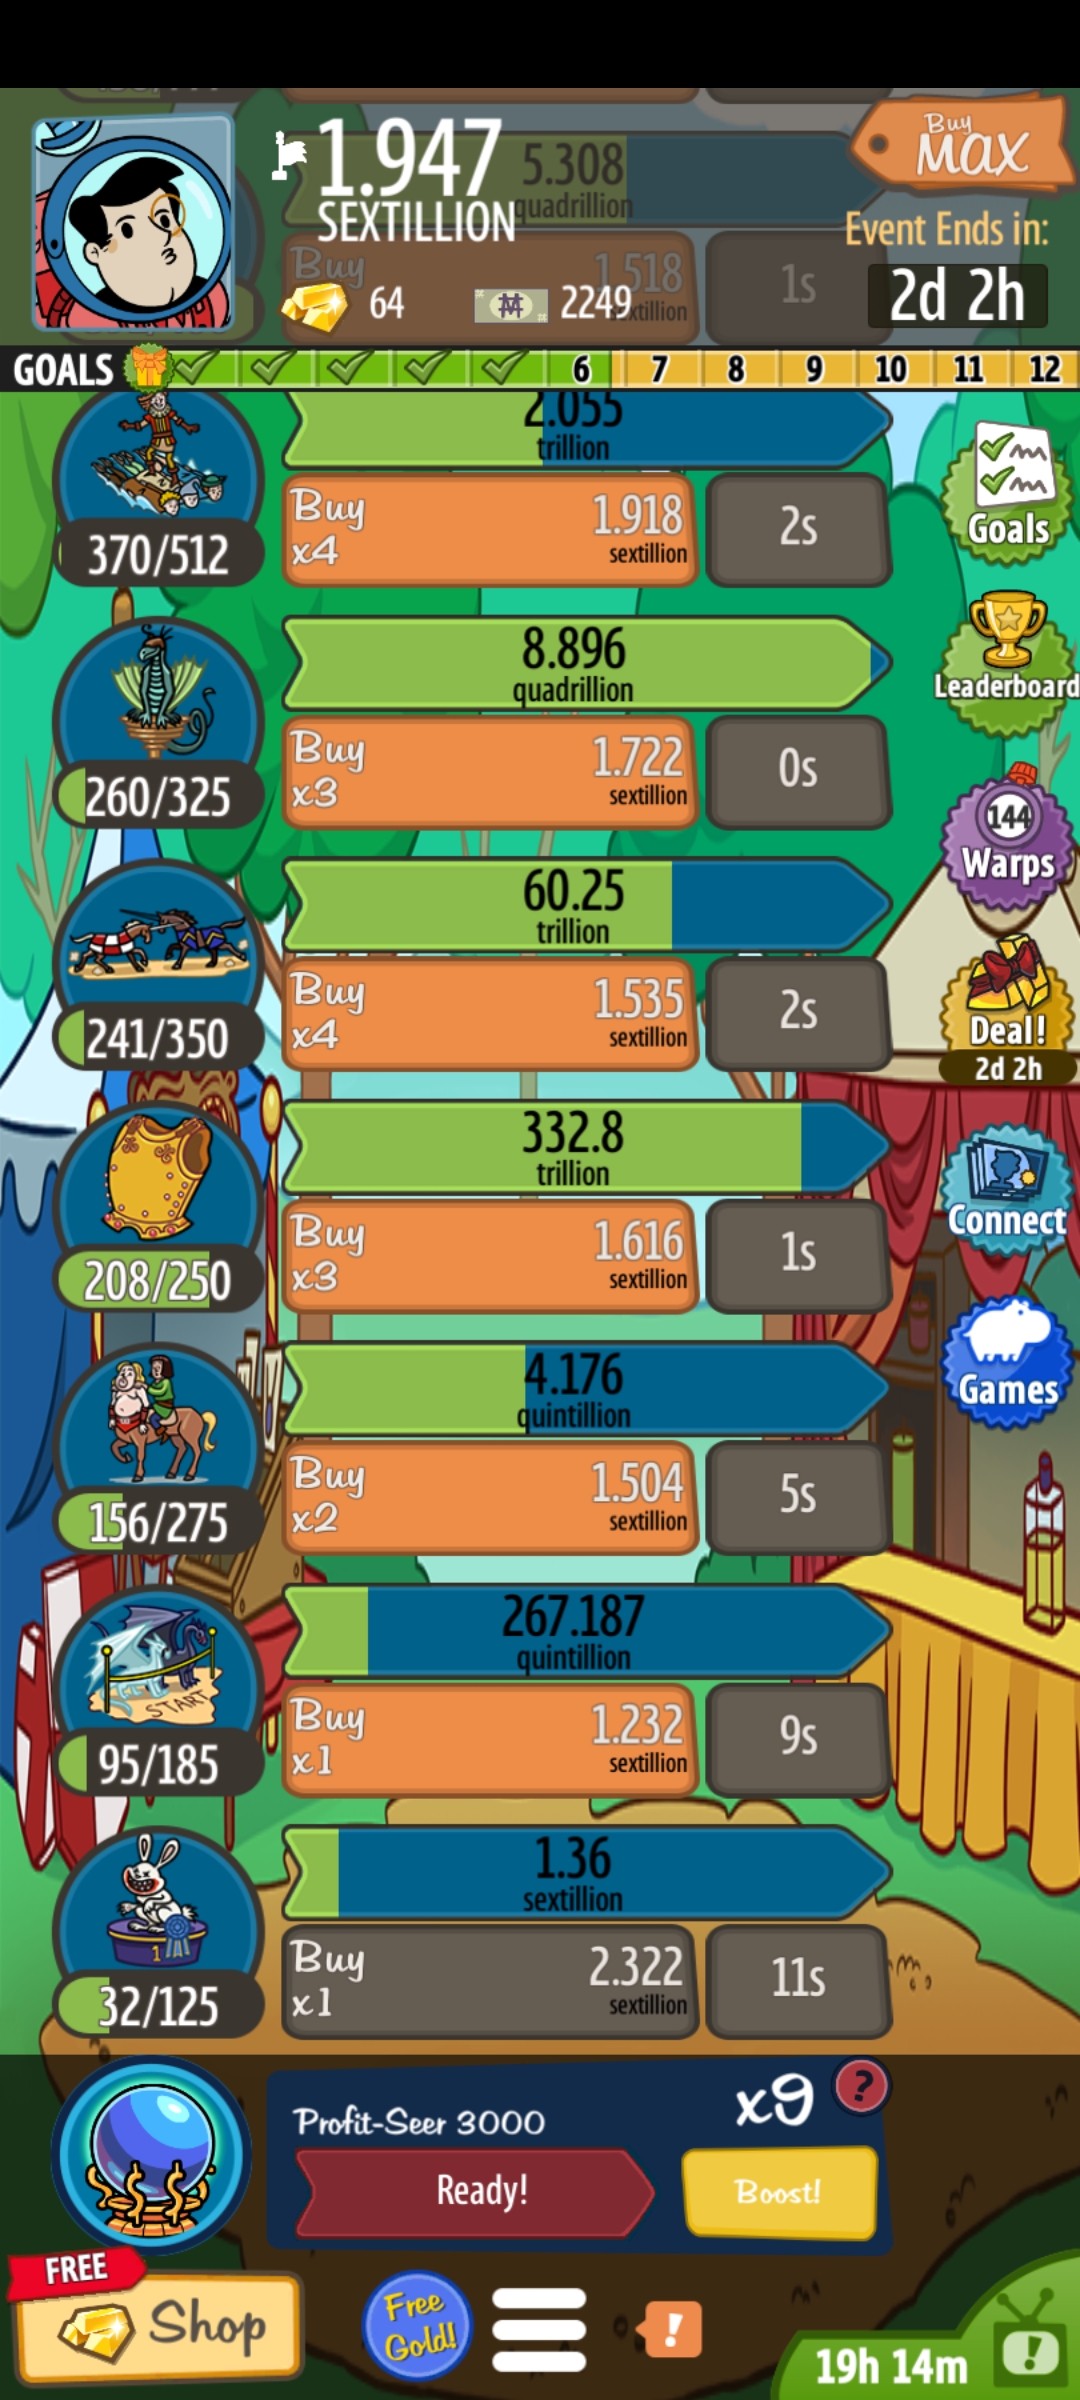 Buy
MAX
1.947
SEXTILLION
5.308
quadrillion
Event Ends in:
2d 2h
Buy
1.518
1s
64
2249
GOALS
6 7 8 9 10 11 12
2.055
trillion
Buy
x4
1.918
sextillion
2s
370/512
Goals
8.896
quadrillion
Leaderboard
Buy
x3
1.722
sextillion
0s
260/325
144
Warps
60.25
trillion
Buy
x4
1.535
sextillion
2s
241/350
Deal!
2d 2h
332.8
trillion
Buy
x3
1.616
sextillion
1s
208/250
Connect
4.176
quintillion
Games
Buy
x2
1.504
sextillion
5s
156/275
267.187
quintillion
START
Buy
x1
1.232
sextillion
9s
95/185
1.36
sextillion
1
Buy
x1
2.322
sextillion
11s
32/125
Profit-Seer 3000
x9
?
Ready!
Boost!
FREE
Shop
Free
Gold!
!
19h 14m
!